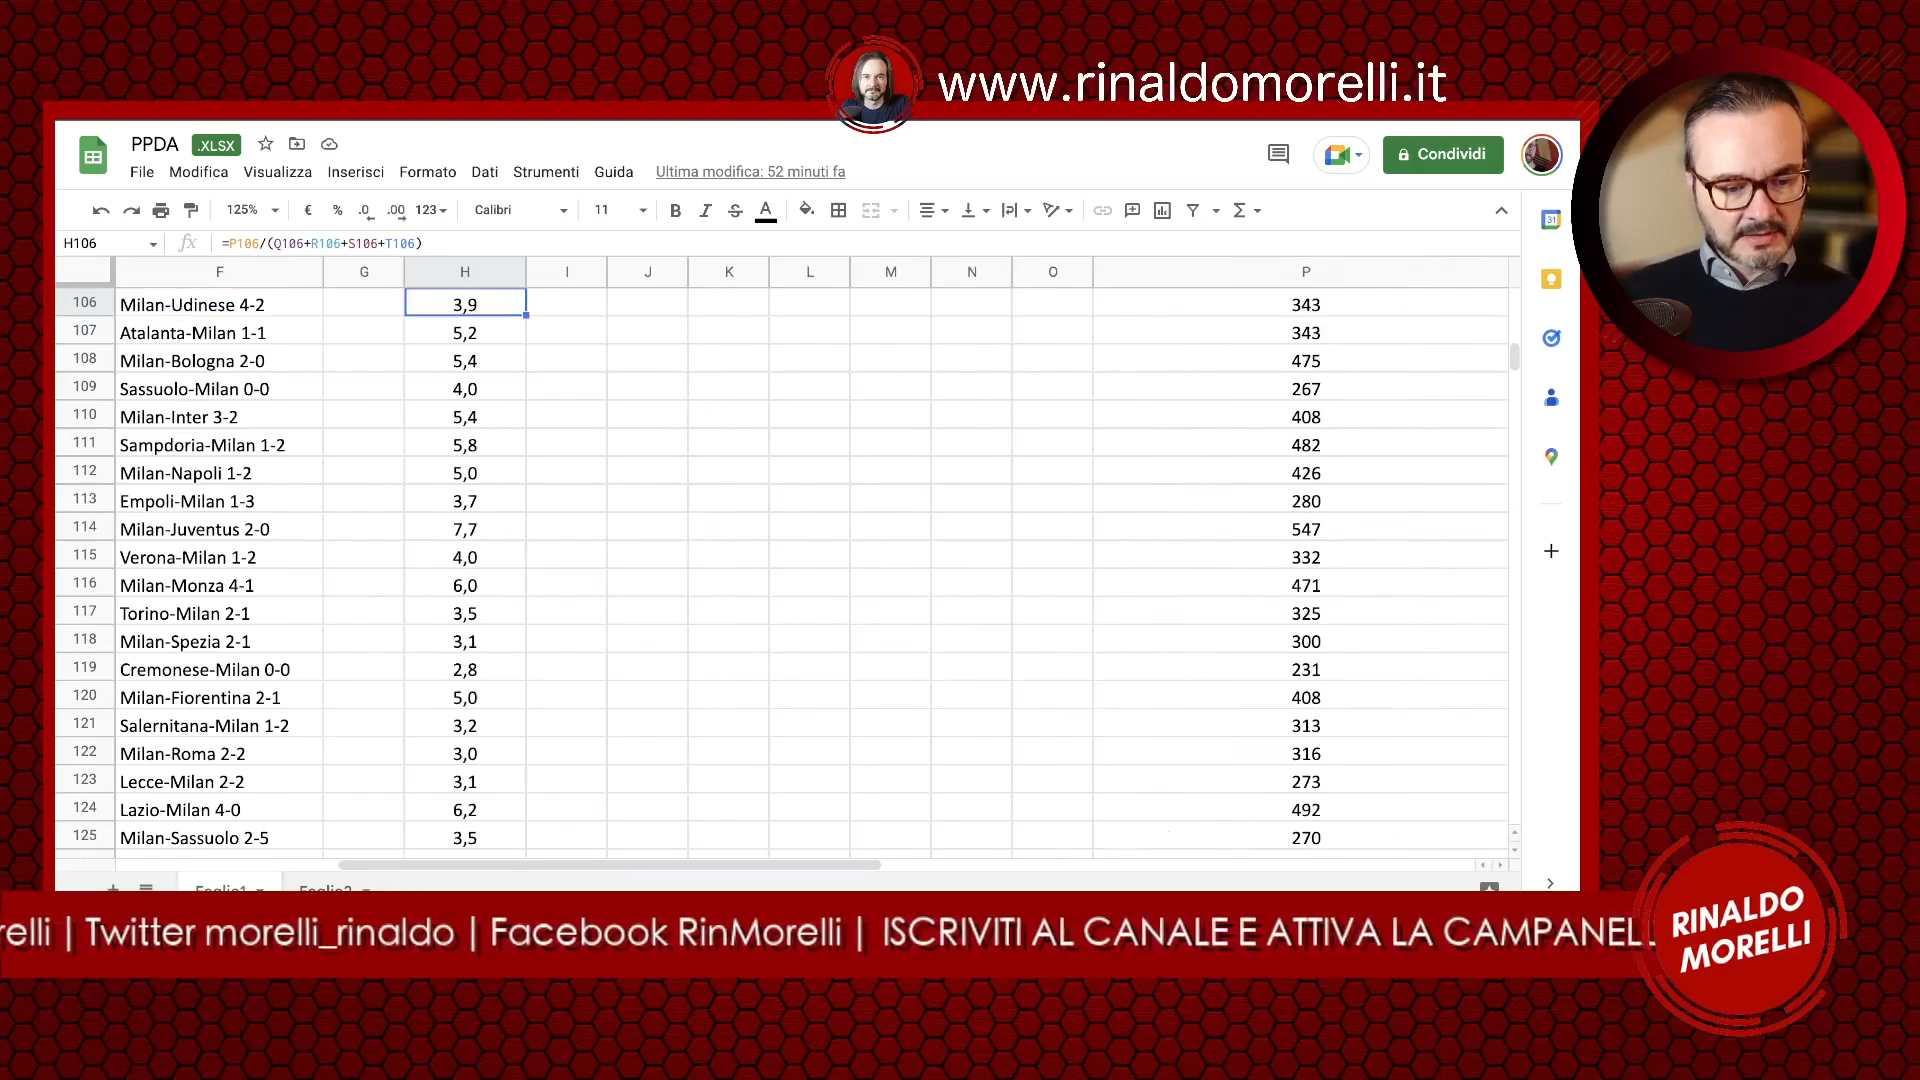 www.rinaldomorelli.it
PPDA .XLSX
File Modifica Visualizza Inserisci Formato Dati Strumenti Guida Ultima modifica: 52 minuti fa
Condividi
125% € % .0 .00 123 Calibri 11 B I S A Σ
H106 fx =P106/(Q106+R106+S106+T106)
31
F G H I J K L M N O P
106 Milan-Udinese 4-2 3,9 343
107 Atalanta-Milan 1-1 5,2 343
108 Milan-Bologna 2-0 5,4 475
109 Sassuolo-Milan 0-0 4,0 267
110 Milan-Inter 3-2 5,4 408
111 Sampdoria-Milan 1-2 5,8 482
112 Milan-Napoli 1-2 5,0 426
113 Empoli-Milan 1-3 3,7 280
114 Milan-Juventus 2-0 7,7 547
115 Verona-Milan 1-2 4,0 332
116 Milan-Monza 4-1 6,0 471
117 Torino-Milan 2-1 3,5 325
118 Milan-Spezia 2-1 3,1 300
119 Cremonese-Milan 0-0 2,8 231
120 Milan-Fiorentina 2-1 5,0 408
121 Salernitana-Milan 1-2 3,2 313
122 Milan-Roma 2-2 3,0 316
123 Lecce-Milan 2-2 3,1 273
124 Lazio-Milan 4-0 6,2 492
125 Milan-Sassuolo 2-5 3,5 270
Foglio1 Foglio2
relli | Twitter morelli_rinaldo | Facebook RinMorelli | ISCRIVITI AL CANALE E ATTIVA LA CAMPANELL
RINALDO
MORELLI